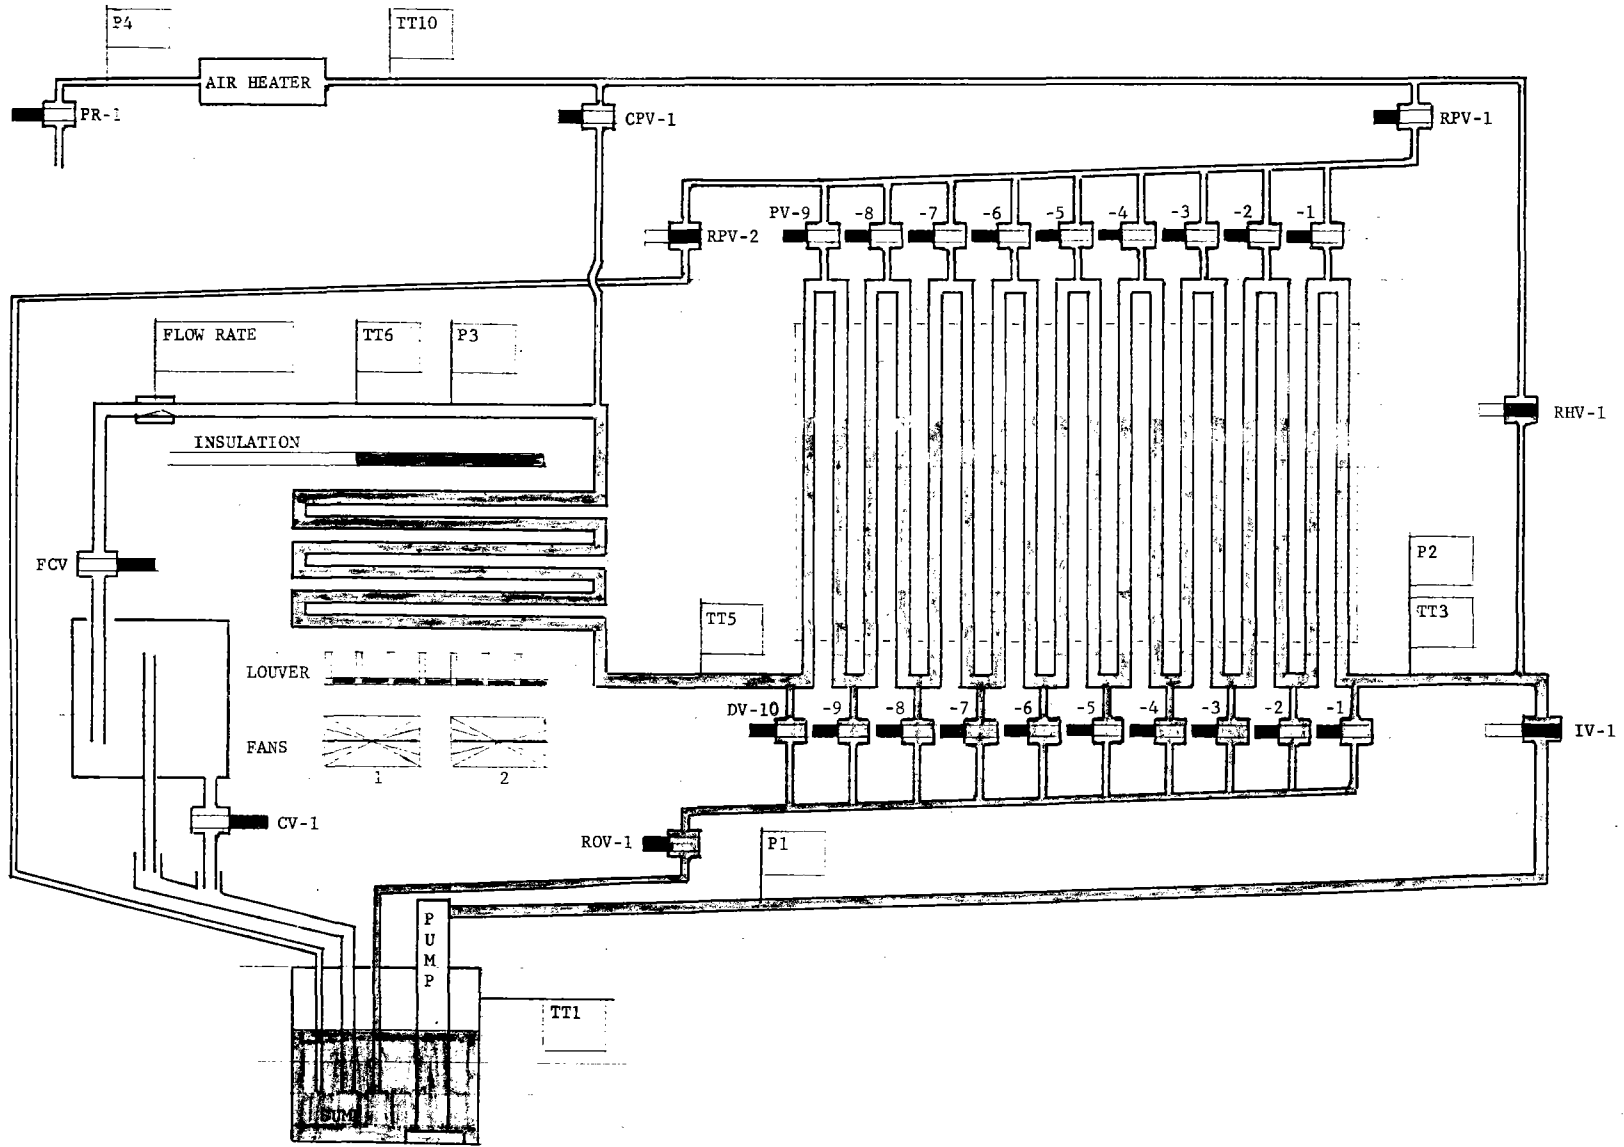 P4
TT10
AIR HEATER
PR-1
CPV-1
RPV-1
PV-9 -8 -7 -6 -5 -4 -3 -2 -1
RPV-2
FLOW RATE
TT6
P3
RHV-1
INSULATION
FCV
P2
TT3
TT5
LOUVER
DV-10 -9 -8 -7 -6 -5 -4 -3 -2 -1
IV-1
FANS
1 2
CV-1
ROV-1
P1
PUMP
TT1
SUMP